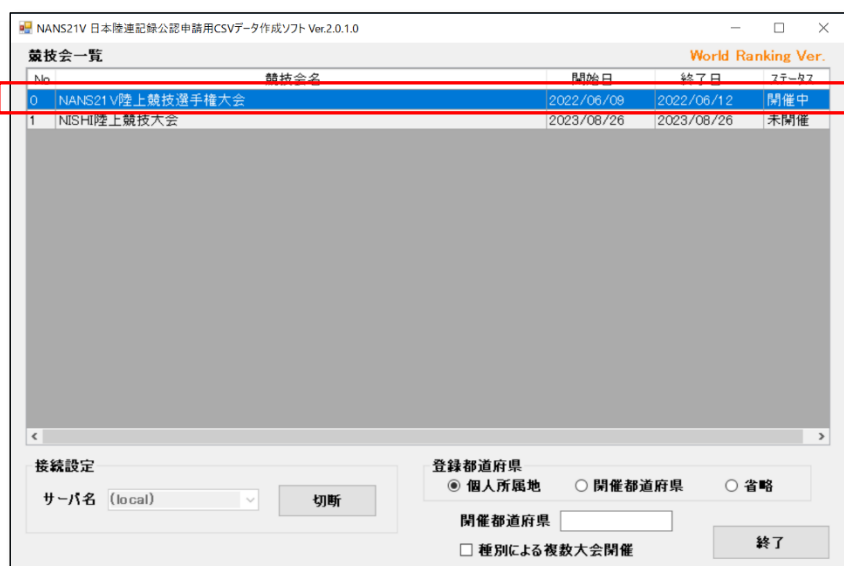 NANS21V 日本陸連記録公認申請用CSVデータ作成ソフト Ver.2.0.1.0
競技会一覧 World Ranking Ver.
No 競技会名 開始日 終了日 ステータス
0 NANS21V陸上競技選手権大会 2022/06/09 2022/06/12 開催中
1 NISHI陸上競技大会 2023/08/26 2023/08/26 未開催
接続設定
サーバ名 (local) 切断
登録都道府県
個人所属地 開催都道府県 省略
開催都道府県
種別による複数大会開催
終了